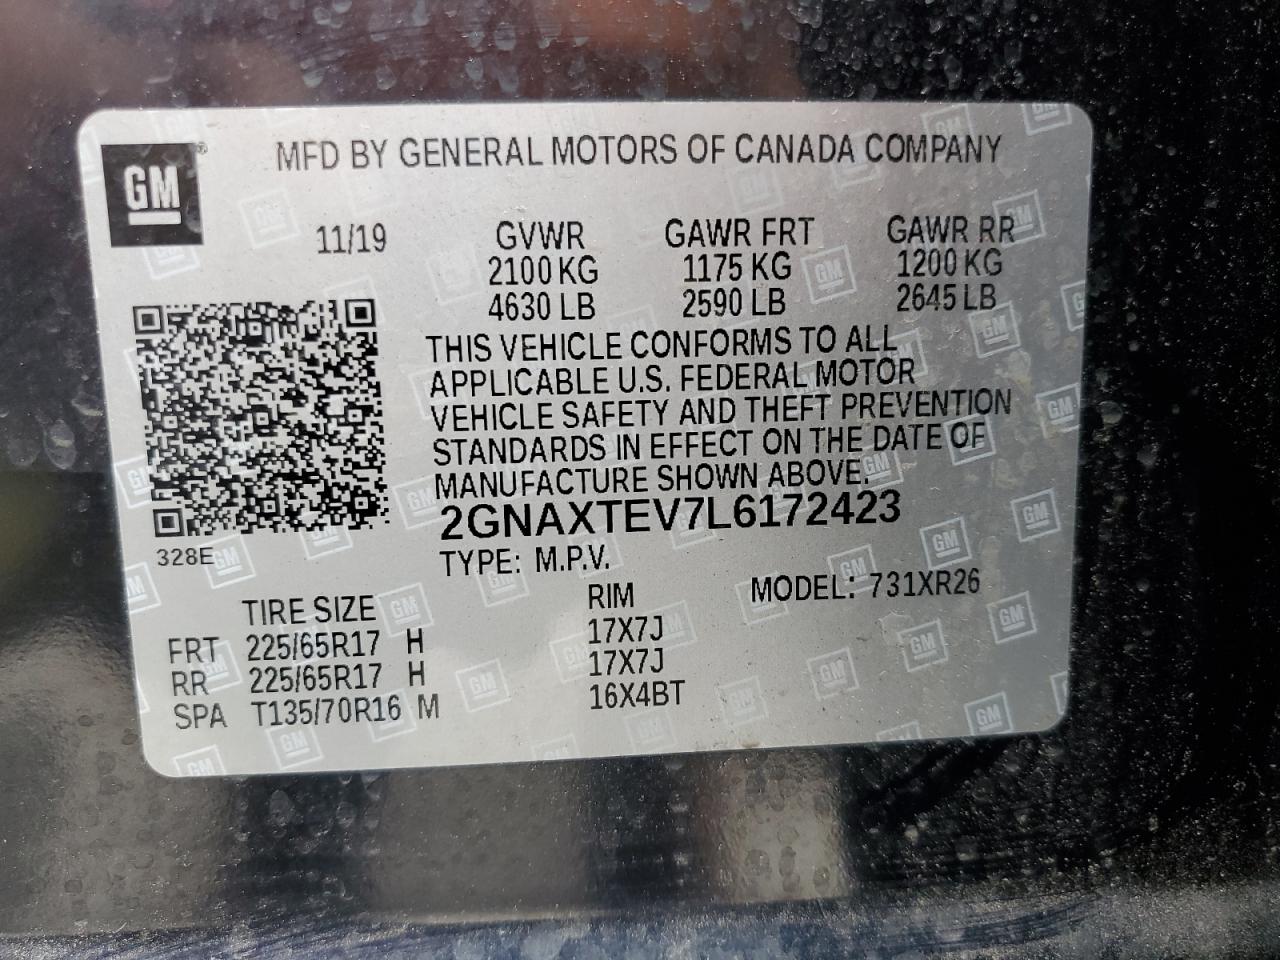 GM
MFD BY GENERAL MOTORS OF CANADA COMPANY
11/19 GVWR GAWR FRT GAWR RR
2100 KG 1175 KG 1200 KG
4630 LB 2590 LB 2645 LB
THIS VEHICLE CONFORMS TO ALL
APPLICABLE U.S. FEDERAL MOTOR
VEHICLE SAFETY AND THEFT PREVENTION
STANDARDS IN EFFECT ON THE DATE OF
MANUFACTURE SHOWN ABOVE.
2GNAXTEV7L6172423
328E
TYPE: M.P.V.
TIRE SIZE RIM MODEL: 731XR26
FRT 225/65R17 H 17X7J
RR 225/65R17 H 17X7J
SPA T135/70R16 M 16X4BT